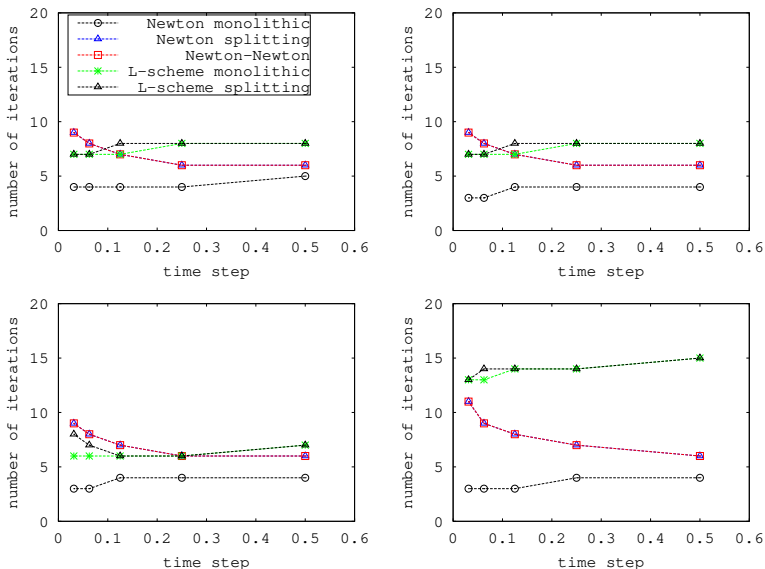 20
15
10
5
0
number of iterations
Newton monolithic
Newton splitting
Newton-Newton
L-scheme monolithic
L-scheme splitting
0 0.1 0.2 0.3 0.4 0.5 0.6
time step
20
15
10
5
0
number of iterations
0 0.1 0.2 0.3 0.4 0.5 0.6
time step
20
15
10
5
0
number of iterations
0 0.1 0.2 0.3 0.4 0.5 0.6
time step
20
15
10
5
0
number of iterations
0 0.1 0.2 0.3 0.4 0.5 0.6
time step